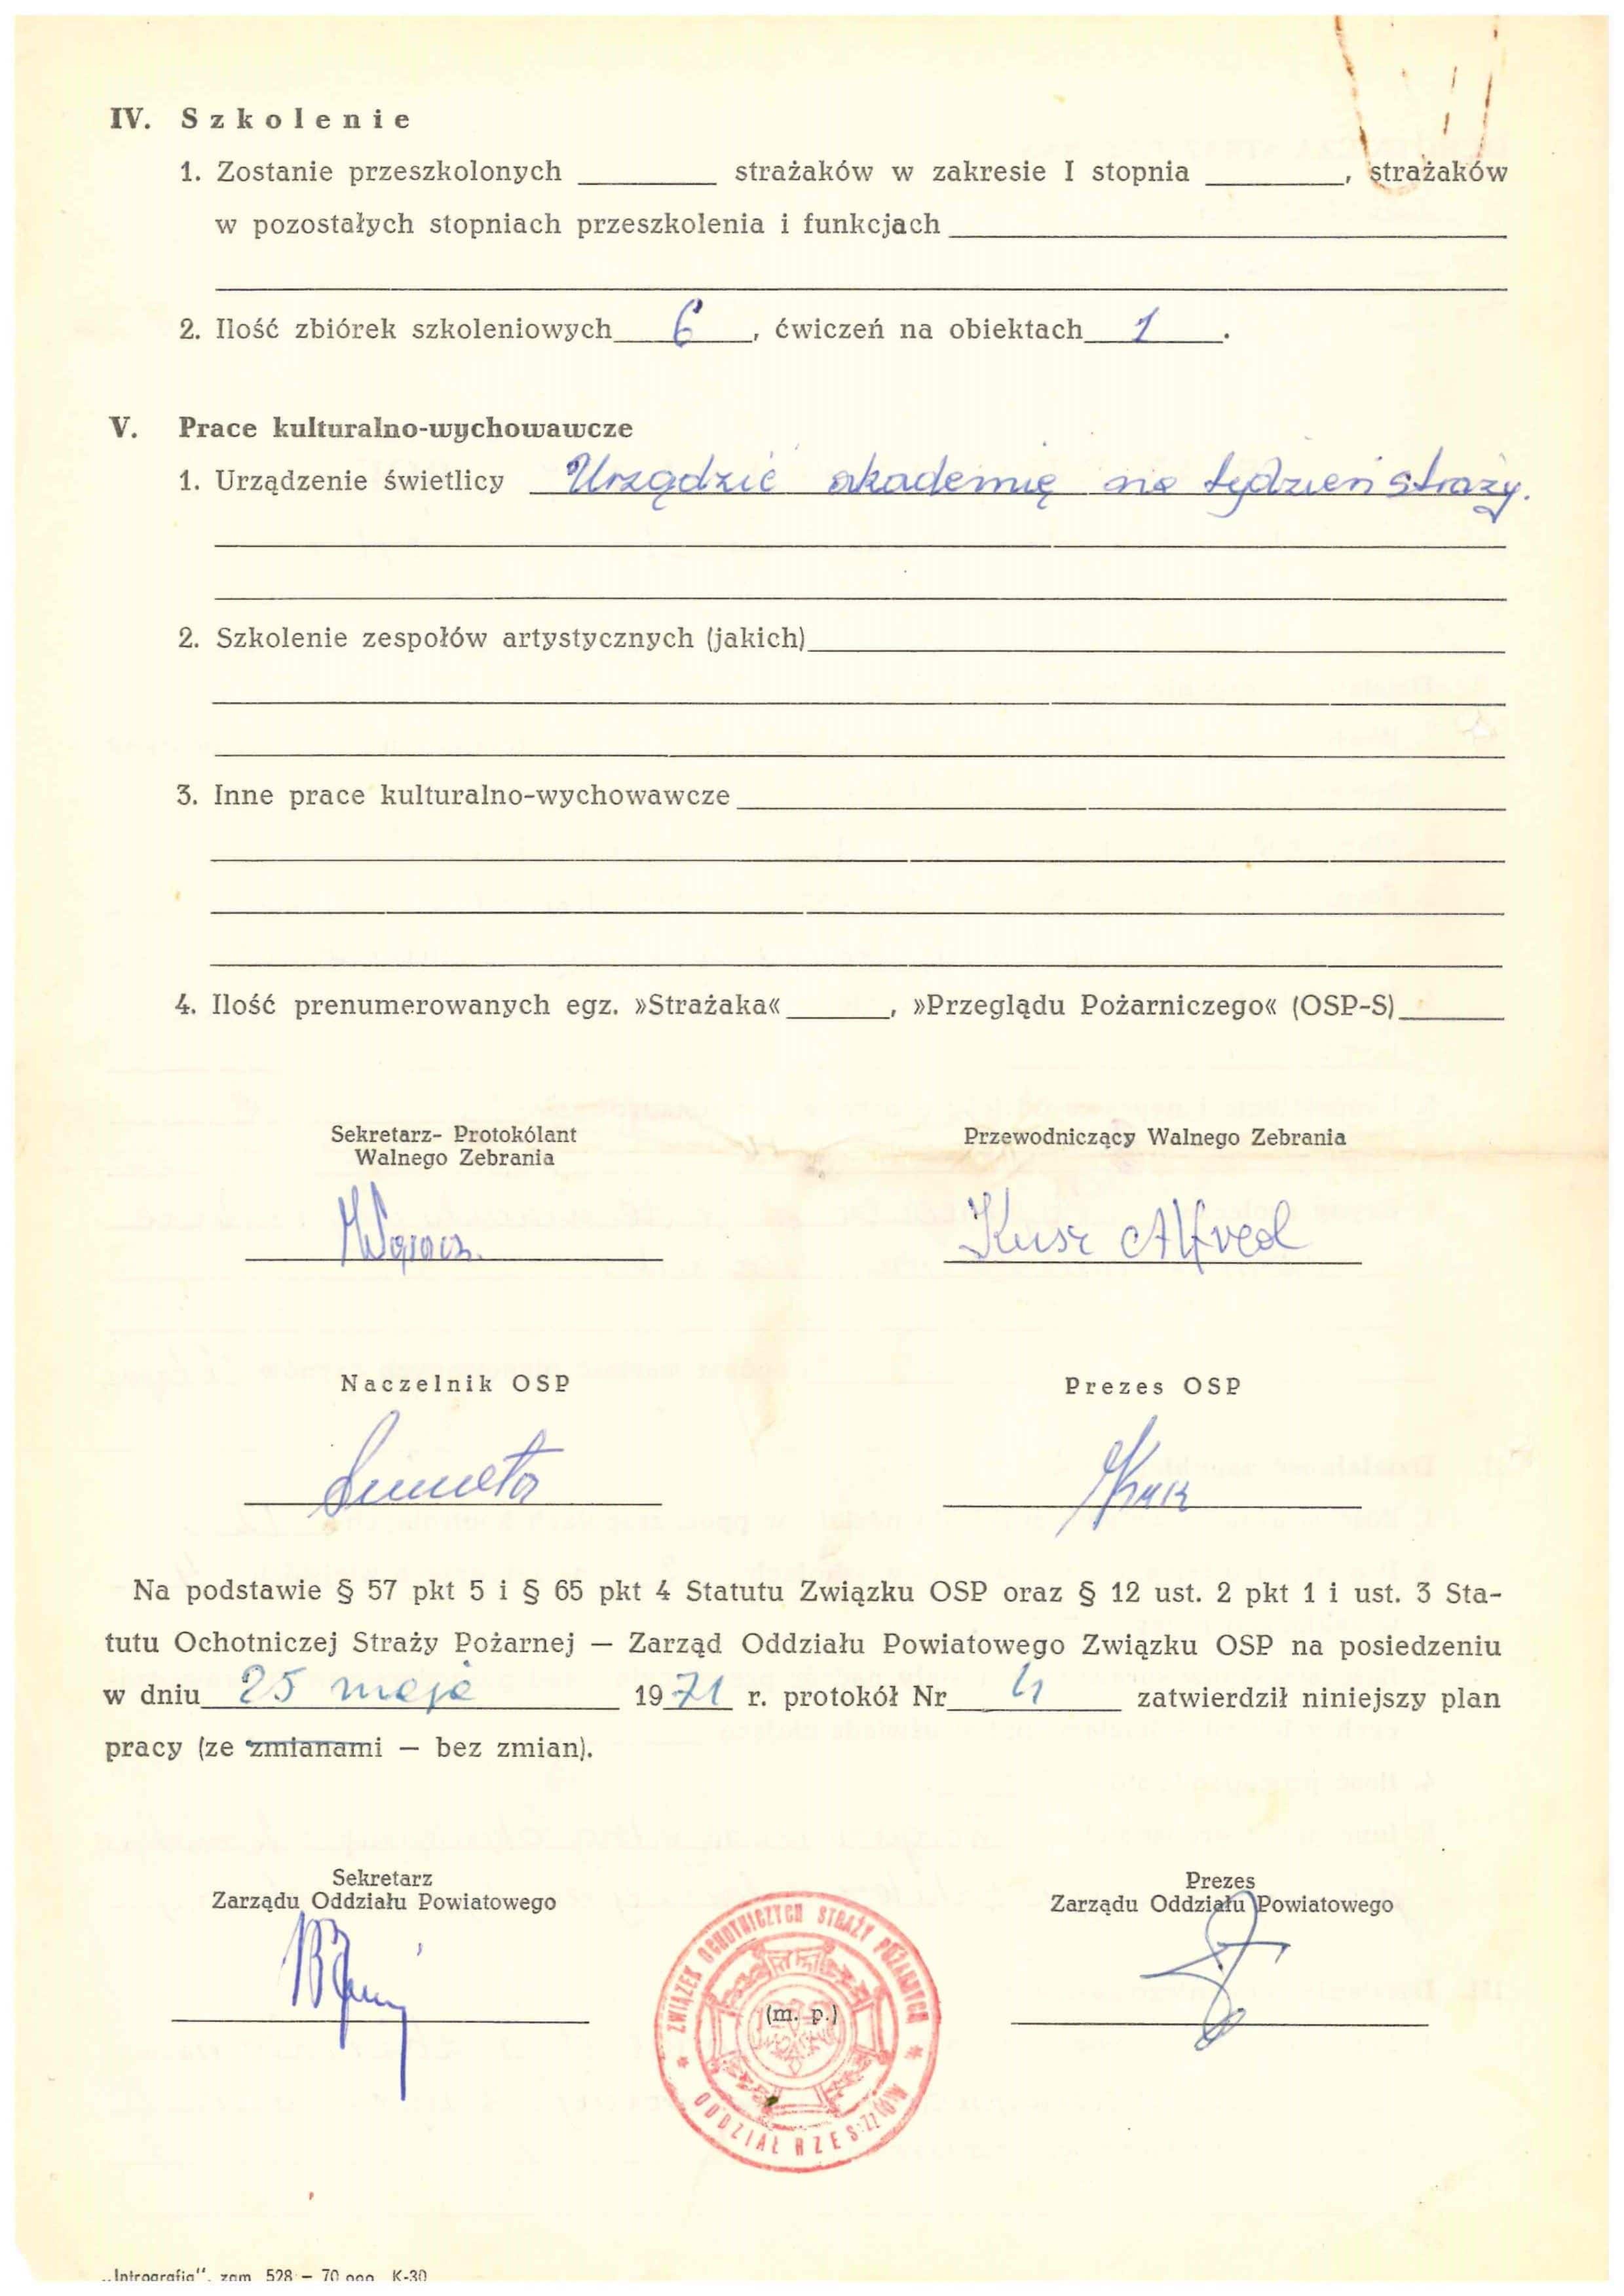 IV. Szkolenie
1. Zostanie przeszkolonych ________ strażaków w zakresie I stopnia ________, strażaków
w pozostałych stopniach przeszkolenia i funkcjach
2. Ilość zbiórek szkoleniowych 6, ćwiczeń na obiektach 1.
V. Prace kulturalno-wychowawcze
1. Urządzenie świetlicy Urządzić akademię na tydzień straży.
2. Szkolenie zespołów artystycznych (jakich)
3. Inne prace kulturalno-wychowawcze
4. Ilość prenumerowanych egz. »Strażaka« ______, »Przeglądu Pożarniczego« (OSP-S)
Sekretarz- Protokólant
Walnego Zebrania
Przewodniczący Walnego Zebrania
Kusz Alfred
Naczelnik OSP
Prezes OSP
Na podstawie § 57 pkt 5 i § 65 pkt 4 Statutu Związku OSP oraz § 12 ust. 2 pkt 1 i ust. 3 Sta-
tutu Ochotniczej Straży Pożarnej — Zarząd Oddziału Powiatowego Związku OSP na posiedzeniu
w dniu 25 maja 1971 r. protokół Nr 4 zatwierdził niniejszy plan
pracy (ze zmianami — bez zmian).
Sekretarz
Zarządu Oddziału Powiatowego
Prezes
Zarządu Oddziału Powiatowego
ZWIĄZEK OCHOTNICZYCH STRAŻY POŻARNYCH
(m. p.)
* ODDZIAŁ RZESZÓW *
„Intrografia", zam. 528 — 70 000 K-30